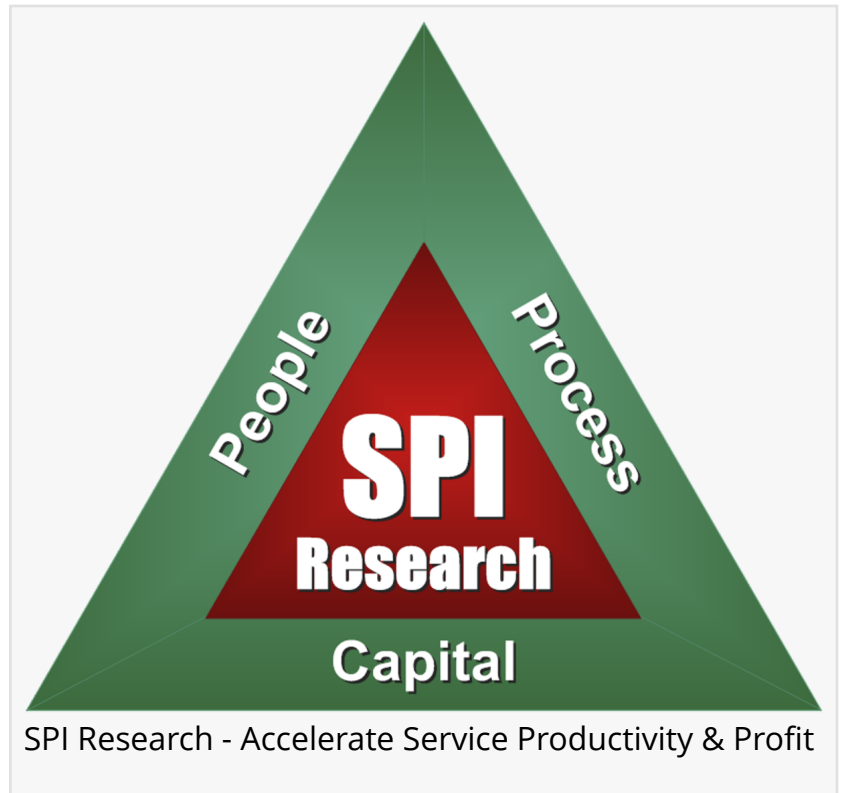 People
Process
SPI
Research
Capital
SPI Research - Accelerate Service Productivity & Profit